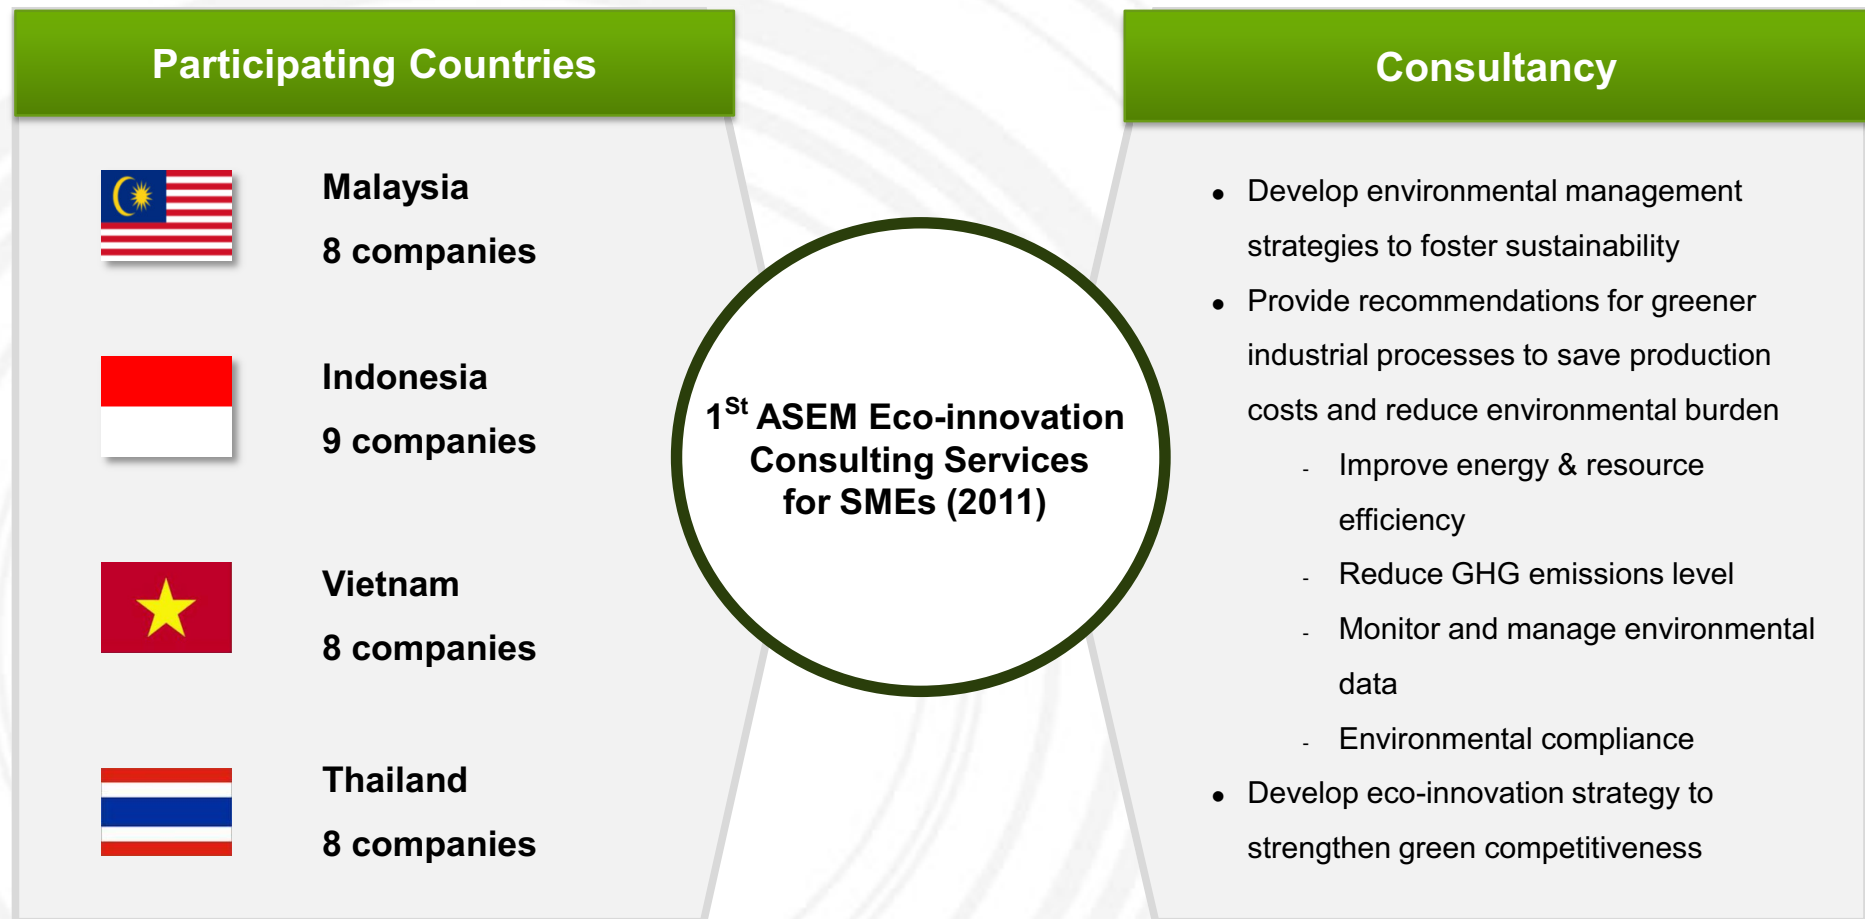 Participating Countries
Malaysia
8 companies
Indonesia
9 companies
Vietnam
8 companies
Thailand
8 companies
1St ASEM Eco-innovation
Consulting Services
for SMEs (2011)
Consultancy
● Develop environmental management
strategies to foster sustainability
● Provide recommendations for greener
industrial processes to save production
costs and reduce environmental burden
- Improve energy & resource
efficiency
- Reduce GHG emissions level
- Monitor and manage environmental
data
- Environmental compliance
● Develop eco-innovation strategy to
strengthen green competitiveness